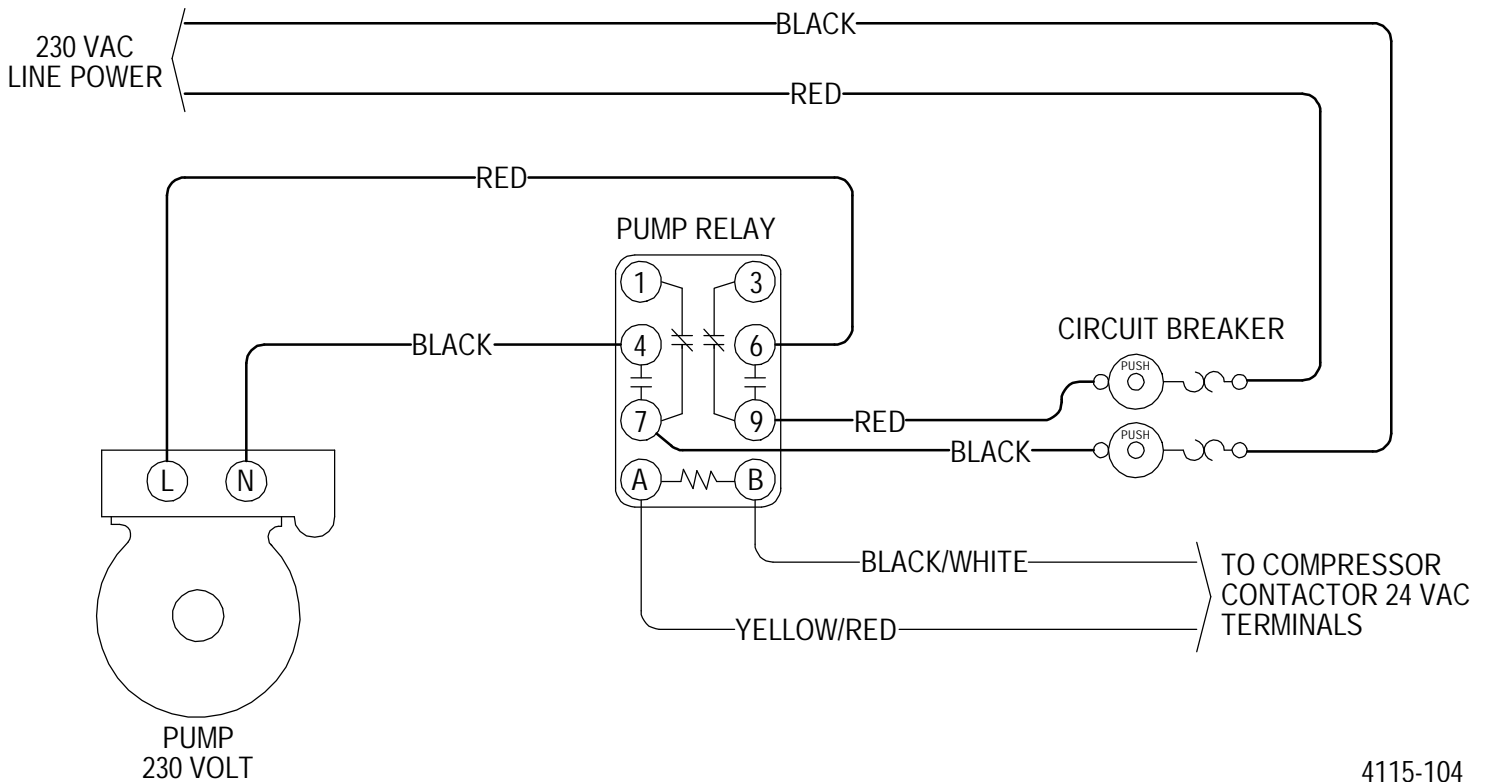 BLACK
230 VAC
LINE POWER
RED
RED
PUMP RELAY
1
3
CIRCUIT BREAKER
BLACK
4
6
PUSH
7
9
RED
PUSH
BLACK
L
N
A
B
BLACK/WHITE
TO COMPRESSOR
CONTACTOR 24 VAC
TERMINALS
YELLOW/RED
PUMP
230 VOLT
4115-104